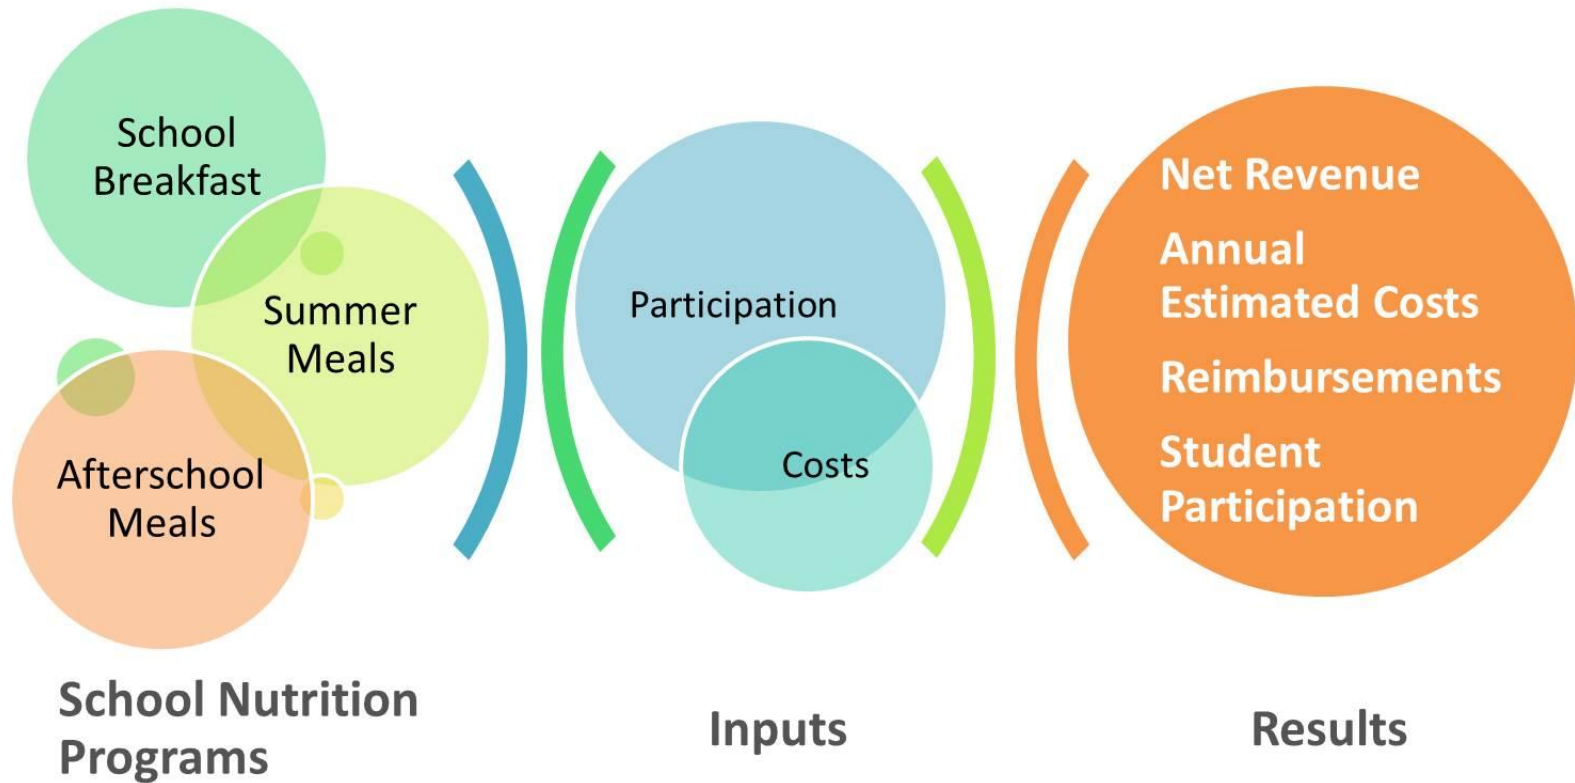 School
Breakfast
Summer
Meals
Afterschool
Meals
School Nutrition
Programs
Participation
Costs
Inputs
Net Revenue
Annual
Estimated Costs
Reimbursements
Student
Participation
Results